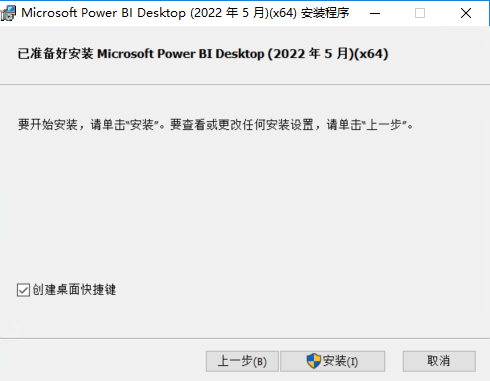 Microsoft Power BI Desktop (2022 年 5 月)(x64) 安装程序
已准备好安装 Microsoft Power BI Desktop (2022 年 5 月)(x64)
要开始安装，请单击“安装”。要查看或更改任何安装设置，请单击“上一步”。
创建桌面快捷键
上一步(B) 安装(I) 取消